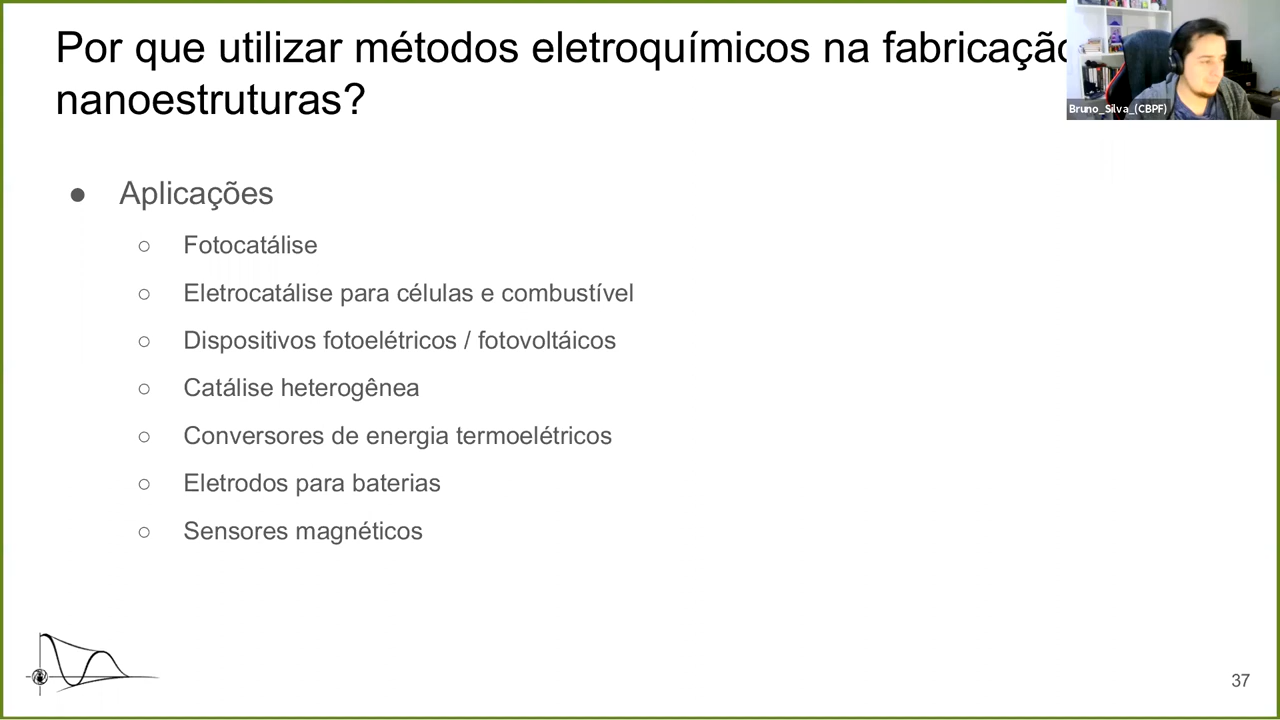 Por que utilizar métodos eletroquímicos na fabricação
nanoestruturas?
Bruno_Silva_(CBPF)
● Aplicações
○ Fotocatálise
○ Eletrocatálise para células e combustível
○ Dispositivos fotoelétricos / fotovoltáicos
○ Catálise heterogênea
○ Conversores de energia termoelétricos
○ Eletrodos para baterias
○ Sensores magnéticos
37